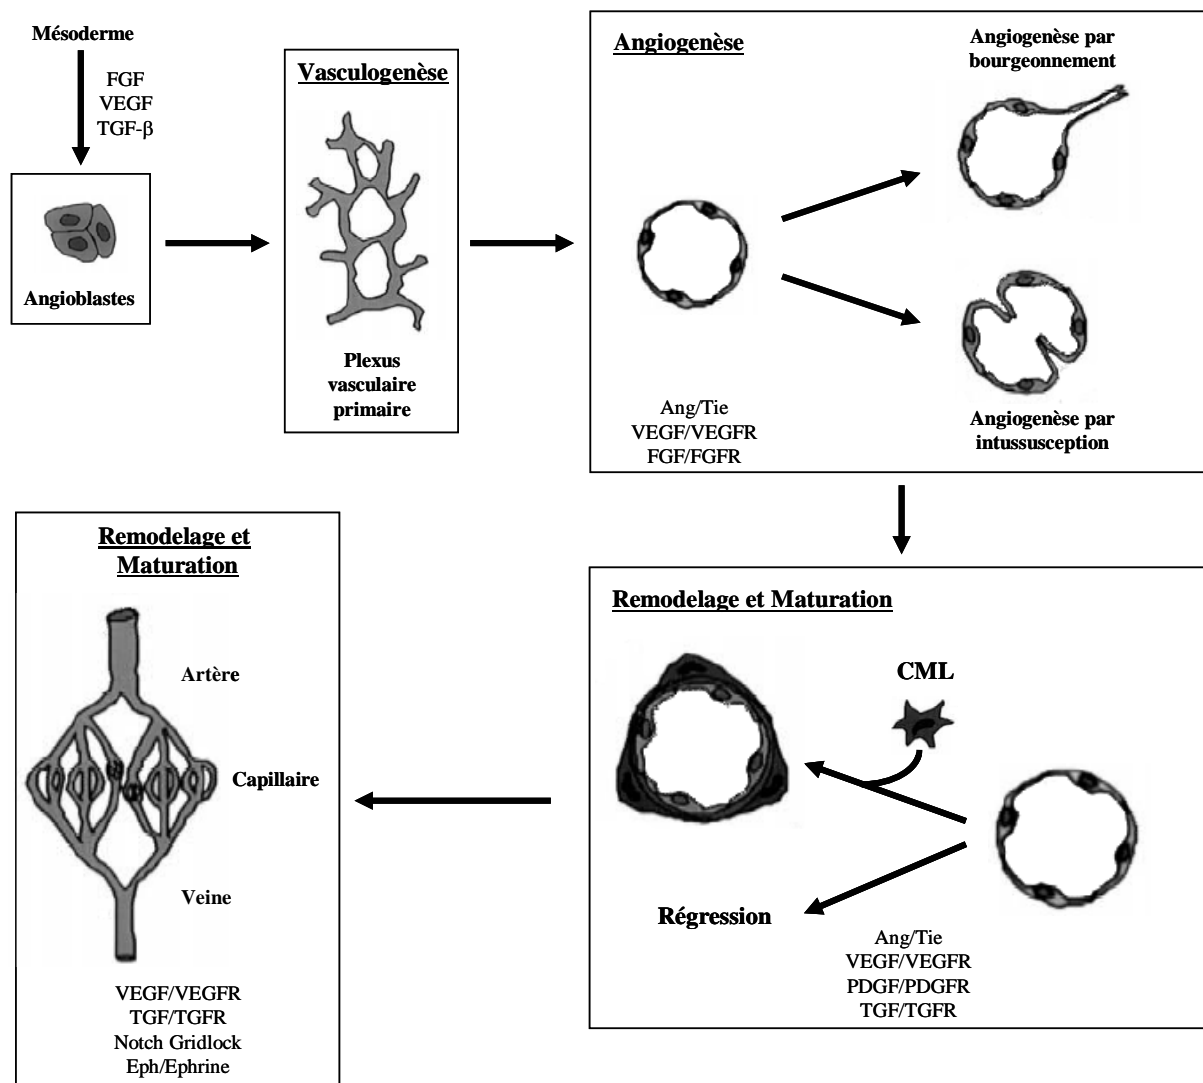 Mésoderme
FGF
VEGF
TGF-β
Angioblastes
Vasculogenèse
Plexus
vasculaire
primaire
Angiogenèse
Angiogenèse par
bourgeonnement
Ang/Tie
VEGF/VEGFR
FGF/FGFR
Angiogenèse par
intussusception
Remodelage et Maturation
CML
Régression
Ang/Tie
VEGF/VEGFR
PDGF/PDGFR
TGF/TGFR
Remodelage et
Maturation
Artère
Capillaire
Veine
VEGF/VEGFR
TGF/TGFR
Notch Gridlock
Eph/Ephrine